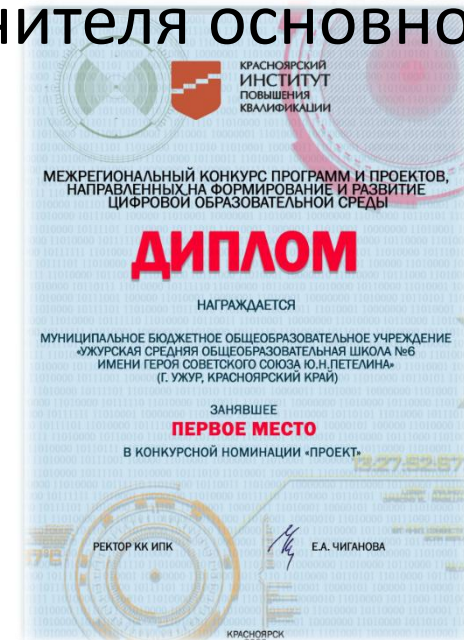 ителя основно
КРАСНОЯРСКИЙ
ИНСТИТУТ
ПОВЫШЕНИЯ
КВАЛИФИКАЦИИ
МЕЖРЕГИОНАЛЬНЫЙ КОНКУРС ПРОГРАММ И ПРОЕКТОВ,
НАПРАВЛЕННЫХ НА ФОРМИРОВАНИЕ И РАЗВИТИЕ
ЦИФРОВОЙ ОБРАЗОВАТЕЛЬНОЙ СРЕДЫ
ДИПЛОМ
НАГРАЖДАЕТСЯ
МУНИЦИПАЛЬНОЕ БЮДЖЕТНОЕ ОБЩЕОБРАЗОВАТЕЛЬНОЕ УЧРЕЖДЕНИЕ
«УЖУРСКАЯ СРЕДНЯЯ ОБЩЕОБРАЗОВАТЕЛЬНАЯ ШКОЛА №6
ИМЕНИ ГЕРОЯ СОВЕТСКОГО СОЮЗА Ю.Н.ПЕТЕЛИНА»
(Г. УЖУР, КРАСНОЯРСКИЙ КРАЙ)
ЗАНЯВШЕЕ
ПЕРВОЕ МЕСТО
В КОНКУРСНОЙ НОМИНАЦИИ «ПРОЕКТ»
13:27:52:67
РЕКТОР КК ИПК Е.А. ЧИГАНОВА
КРАСНОЯРСК